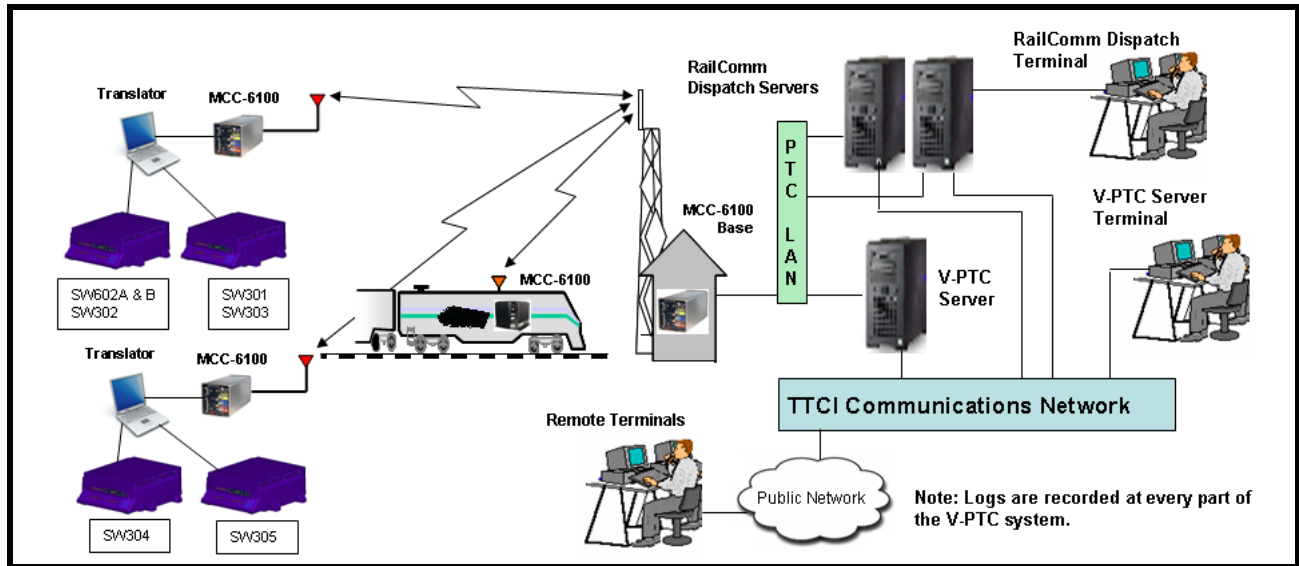 Translator
MCC-6100
SW602A & B
SW302
SW301
SW303
Translator
MCC-6100
SW304
SW305
MCC-6100
MCC-6100
Base
RailComm
Dispatch Servers
PTC LAN
RailComm Dispatch
Terminal
V-PTC Server
Terminal
V-PTC
Server
TTCI Communications Network
Remote Terminals
Public Network
Note: Logs are recorded at every part of
the V-PTC system.